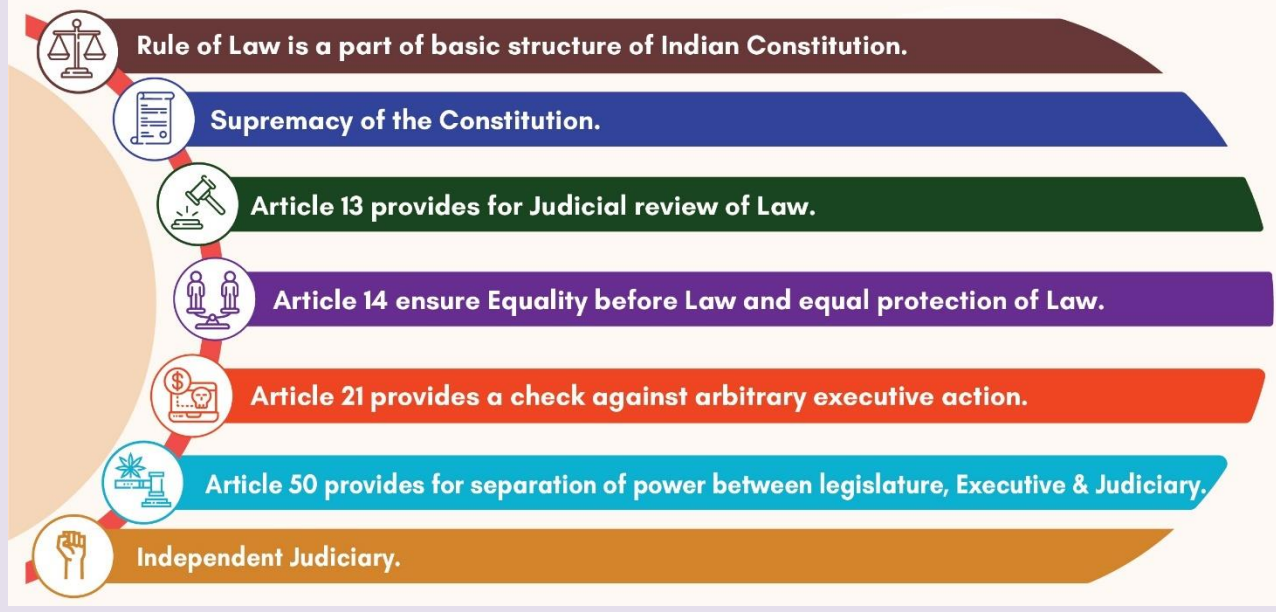 Rule of Law is a part of basic structure of Indian Constitution.
Supremacy of the Constitution.
Article 13 provides for Judicial review of Law.
Article 14 ensure Equality before Law and equal protection of Law.
Article 21 provides a check against arbitrary executive action.
Article 50 provides for separation of power between legislature, Executive & Judiciary.
Independent Judiciary.